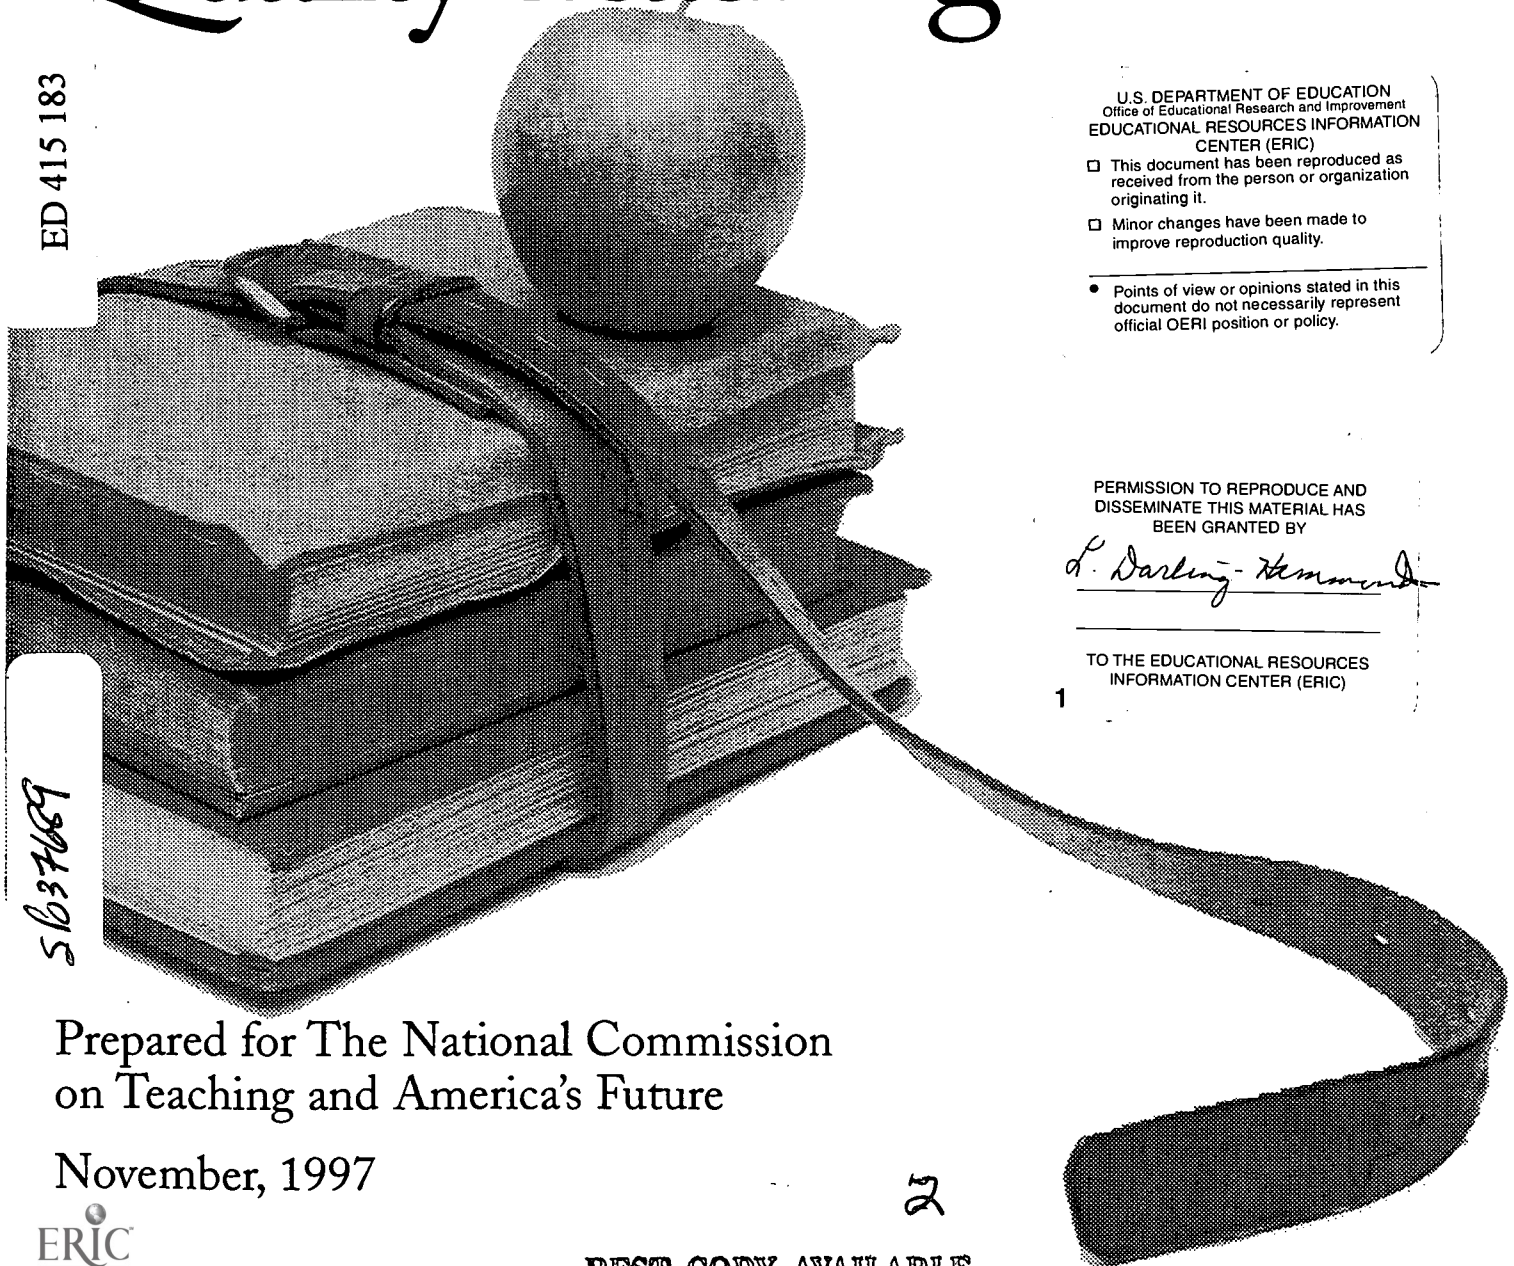 ED 415 183
U.S. DEPARTMENT OF EDUCATION
Office of Educational Research and Improvement
EDUCATIONAL RESOURCES INFORMATION
CENTER (ERIC)
This document has been reproduced as
received from the person or organization
originating it.
Minor changes have been made to
improve reproduction quality.
• Points of view or opinions stated in this
document do not necessarily represent
official OERI position or policy.
PERMISSION TO REPRODUCE AND
DISSEMINATE THIS MATERIAL HAS
BEEN GRANTED BY
L. Darling-Hammond
TO THE EDUCATIONAL RESOURCES
INFORMATION CENTER (ERIC)
1
Prepared for The National Commission
on Teaching and America's Future
November, 1997
2
ERIC
BEST COPY AVAILABLE